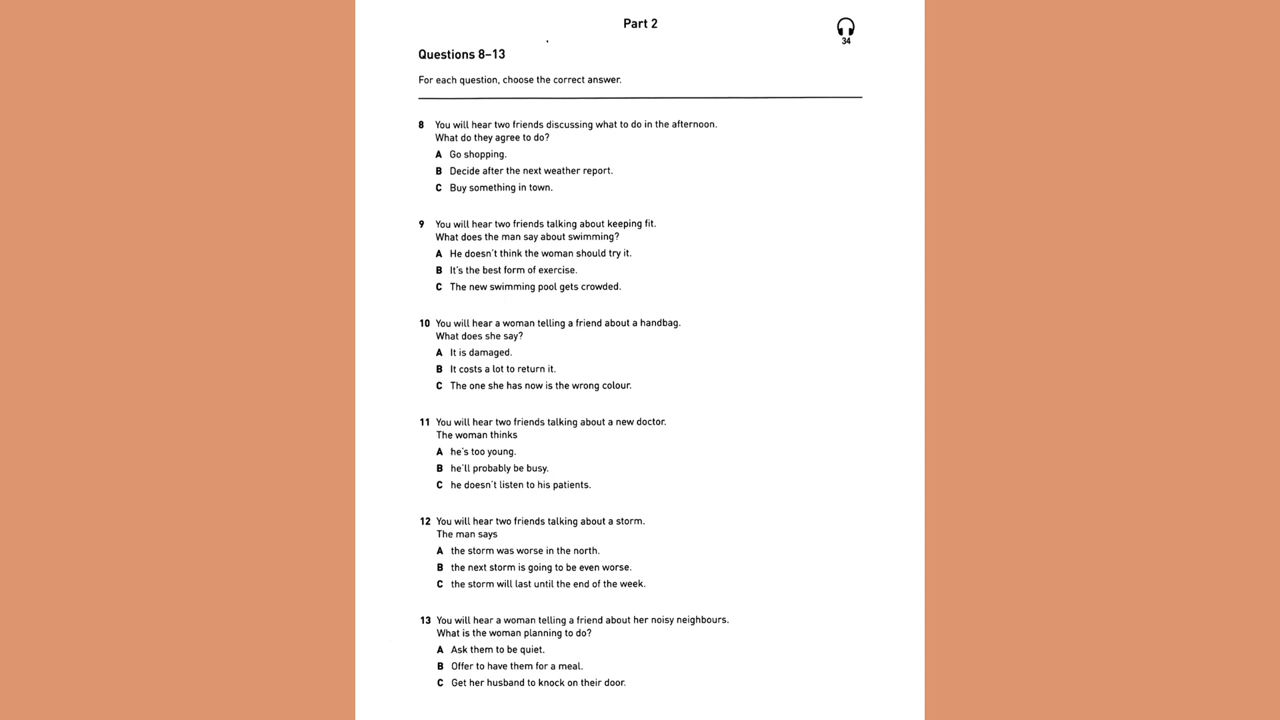 Part 2
34
Questions 8–13
For each question, choose the correct answer.
8 You will hear two friends discussing what to do in the afternoon.
What do they agree to do?
A Go shopping.
B Decide after the next weather report.
C Buy something in town.
9 You will hear two friends talking about keeping fit.
What does the man say about swimming?
A He doesn't think the woman should try it.
B It's the best form of exercise.
C The new swimming pool gets crowded.
10 You will hear a woman telling a friend about a handbag.
What does she say?
A It is damaged.
B It costs a lot to return it.
C The one she has now is the wrong colour.
11 You will hear two friends talking about a new doctor.
The woman thinks
A he's too young.
B he'll probably be busy.
C he doesn't listen to his patients.
12 You will hear two friends talking about a storm.
The man says
A the storm was worse in the north.
B the next storm is going to be even worse.
C the storm will last until the end of the week.
13 You will hear a woman telling a friend about her noisy neighbours.
What is the woman planning to do?
A Ask them to be quiet.
B Offer to have them for a meal.
C Get her husband to knock on their door.